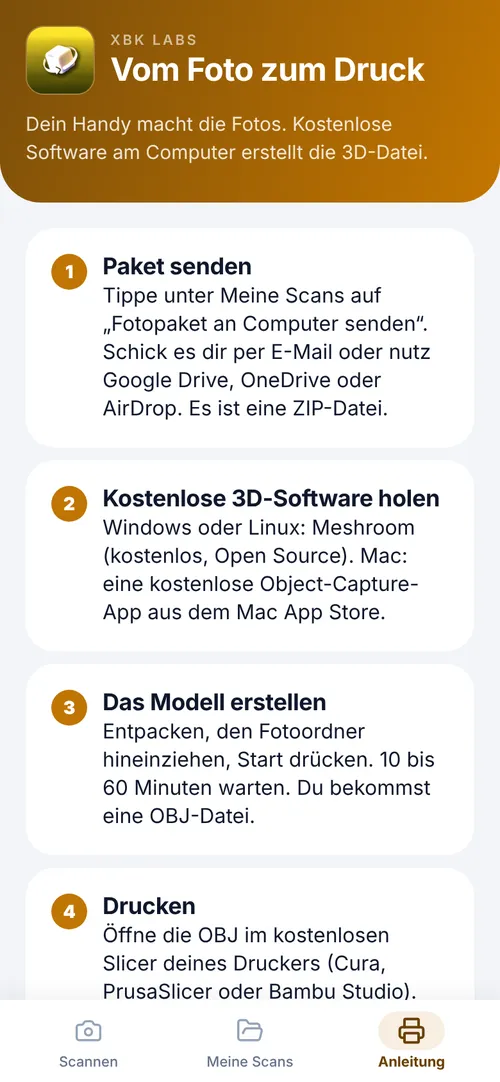 XBK LABS
Vom Foto zum Druck
Dein Handy macht die Fotos. Kostenlose
Software am Computer erstellt die 3D-Datei.
1
Paket senden
Tippe unter Meine Scans auf
„Fotopaket an Computer senden“.
Schick es dir per E-Mail oder nutz
Google Drive, OneDrive oder
AirDrop. Es ist eine ZIP-Datei.
2
Kostenlose 3D-Software holen
Windows oder Linux: Meshroom
(kostenlos, Open Source). Mac:
eine kostenlose Object-Capture-
App aus dem Mac App Store.
3
Das Modell erstellen
Entpacken, den Fotoordner
hineinziehen, Start drücken. 10 bis
60 Minuten warten. Du bekommst
eine OBJ-Datei.
4
Drucken
Öffne die OBJ im kostenlosen
Slicer deines Druckers (Cura,
PrusaSlicer oder Bambu Studio).
Scannen
Meine Scans
Anleitung